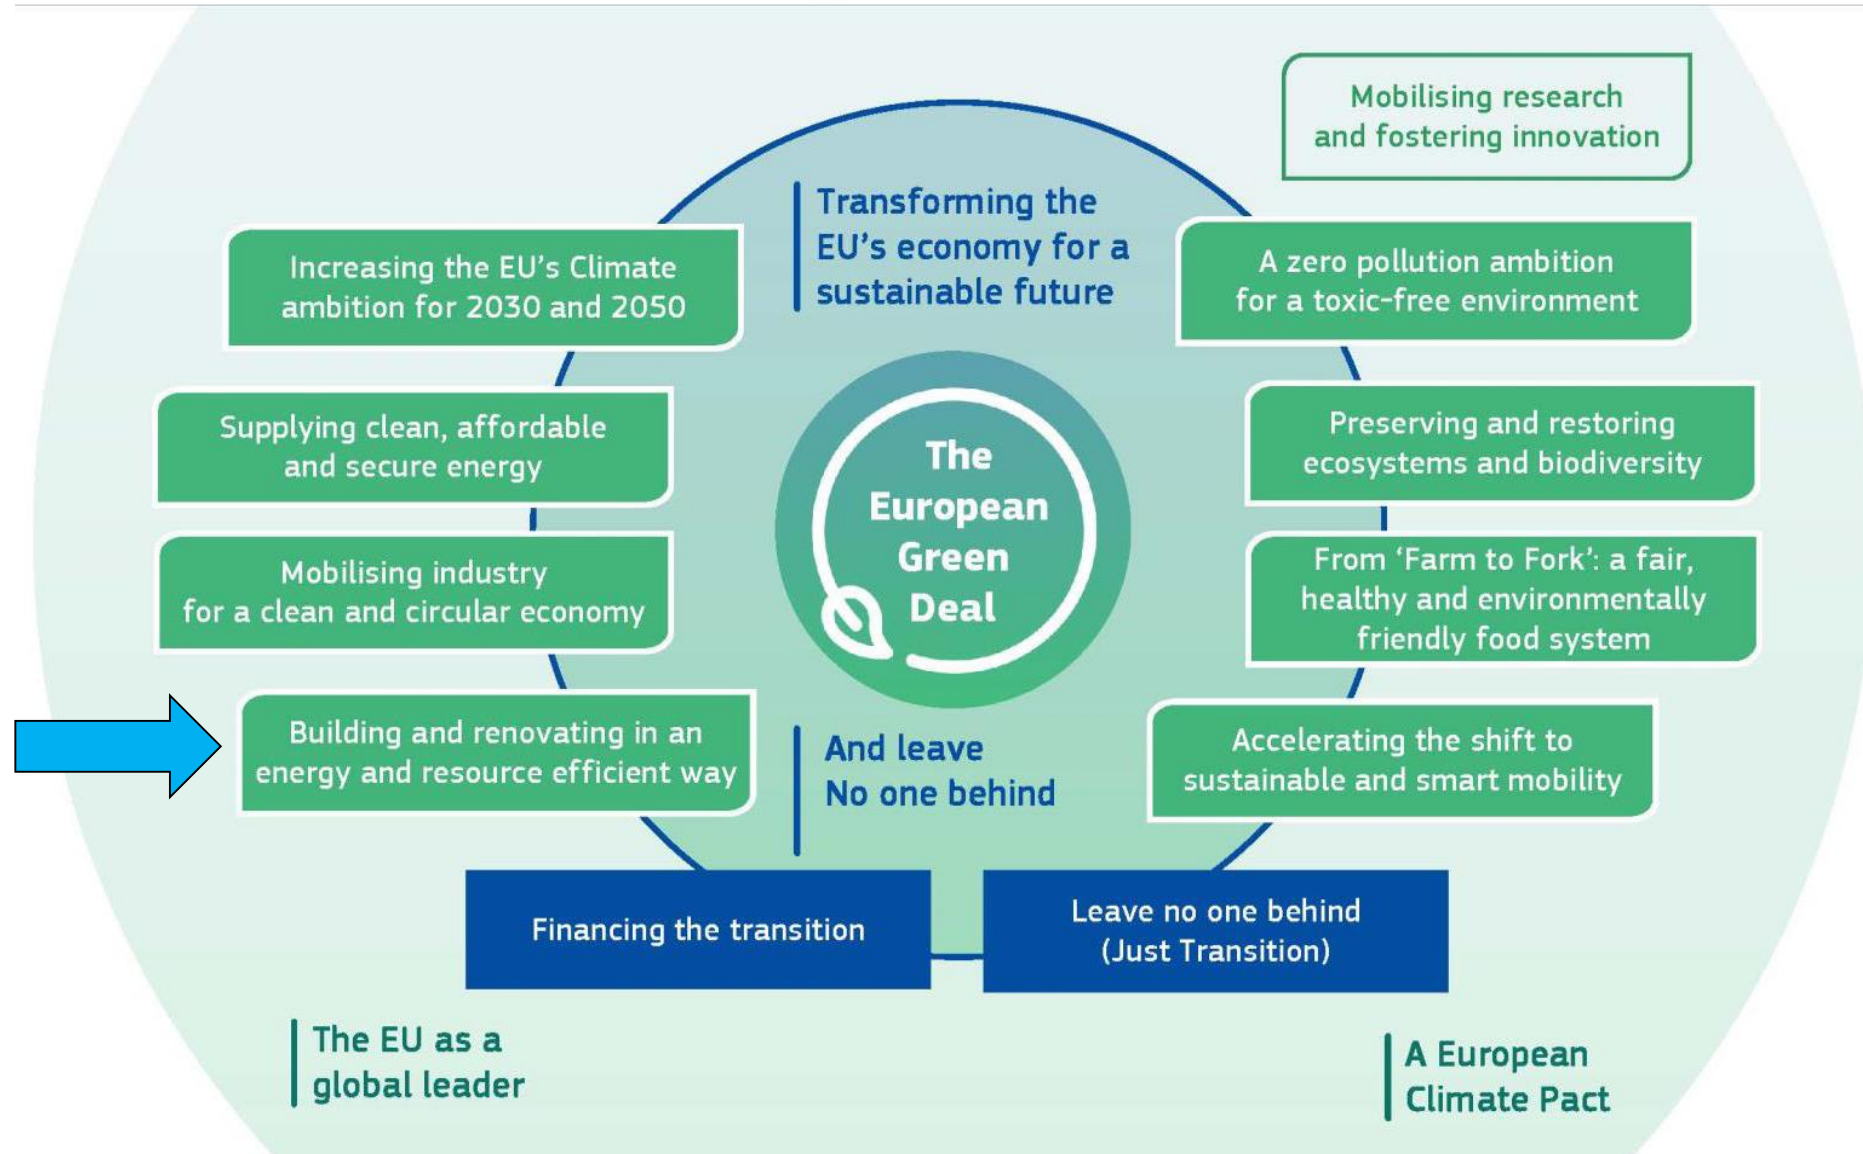 Mobilising research
and fostering innovation
Transforming the
EU's economy for a
sustainable future
Increasing the EU's Climate
ambition for 2030 and 2050
A zero pollution ambition
for a toxic-free environment
Supplying clean, affordable
and secure energy
Preserving and restoring
ecosystems and biodiversity
The
European
Green
Deal
Mobilising industry
for a clean and circular economy
From ‘Farm to Fork’: a fair,
healthy and environmentally
friendly food system
Building and renovating in an
energy and resource efficient way
And leave
No one behind
Accelerating the shift to
sustainable and smart mobility
Financing the transition
Leave no one behind
(Just Transition)
The EU as a
global leader
A European
Climate Pact